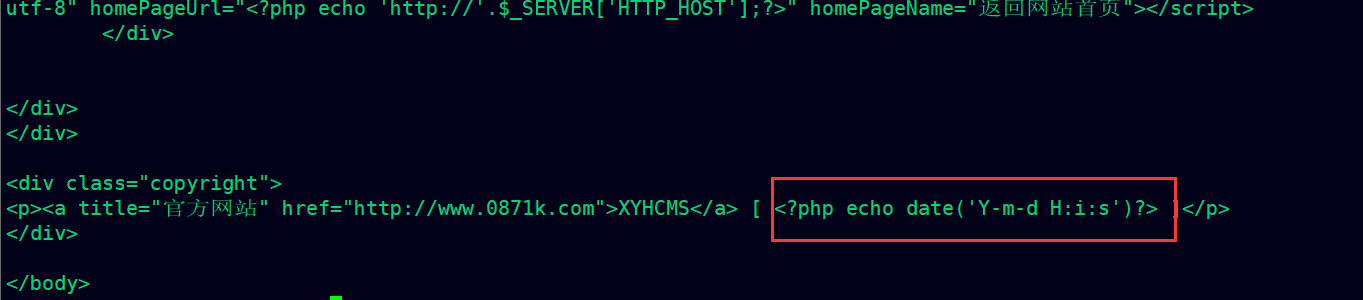 utf-8" homePageUrl="<?php echo 'http://'.$_SERVER['HTTP_HOST'];?>" homePageName="返回网站首页"></script>
</div>
</div>
</div>
<div class="copyright">
<p><a title="官方网站" href="http://www.0871k.com">XYHCMS</a> [ <?php echo date('Y-m-d H:i:s')?> ]</p>
</div>
</body>